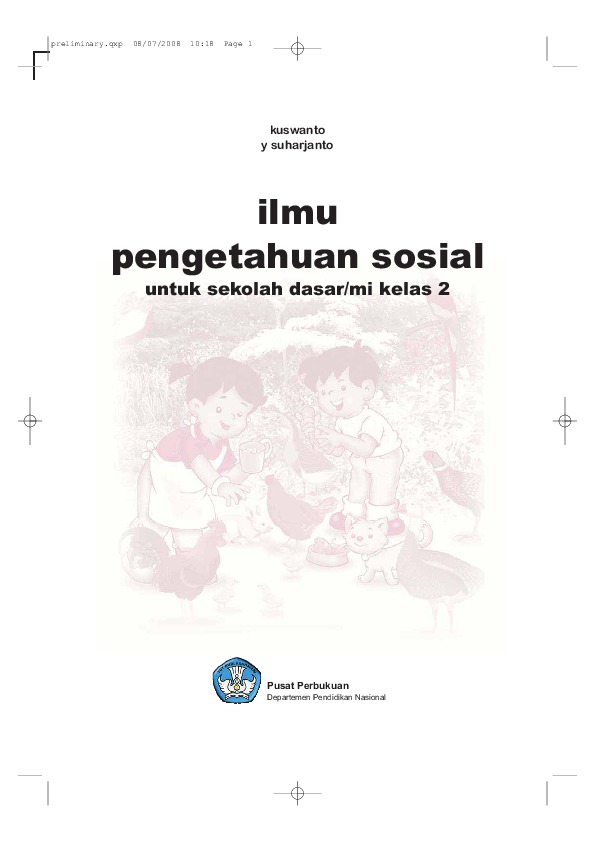 preliminary.qxp 08/07/2008 10:18 Page 1
kuswanto
y suharjanto
ilmu
pengetahuan sosial
untuk sekolah dasar/mi kelas 2
Pusat Perbukuan
Departemen Pendidikan Nasional